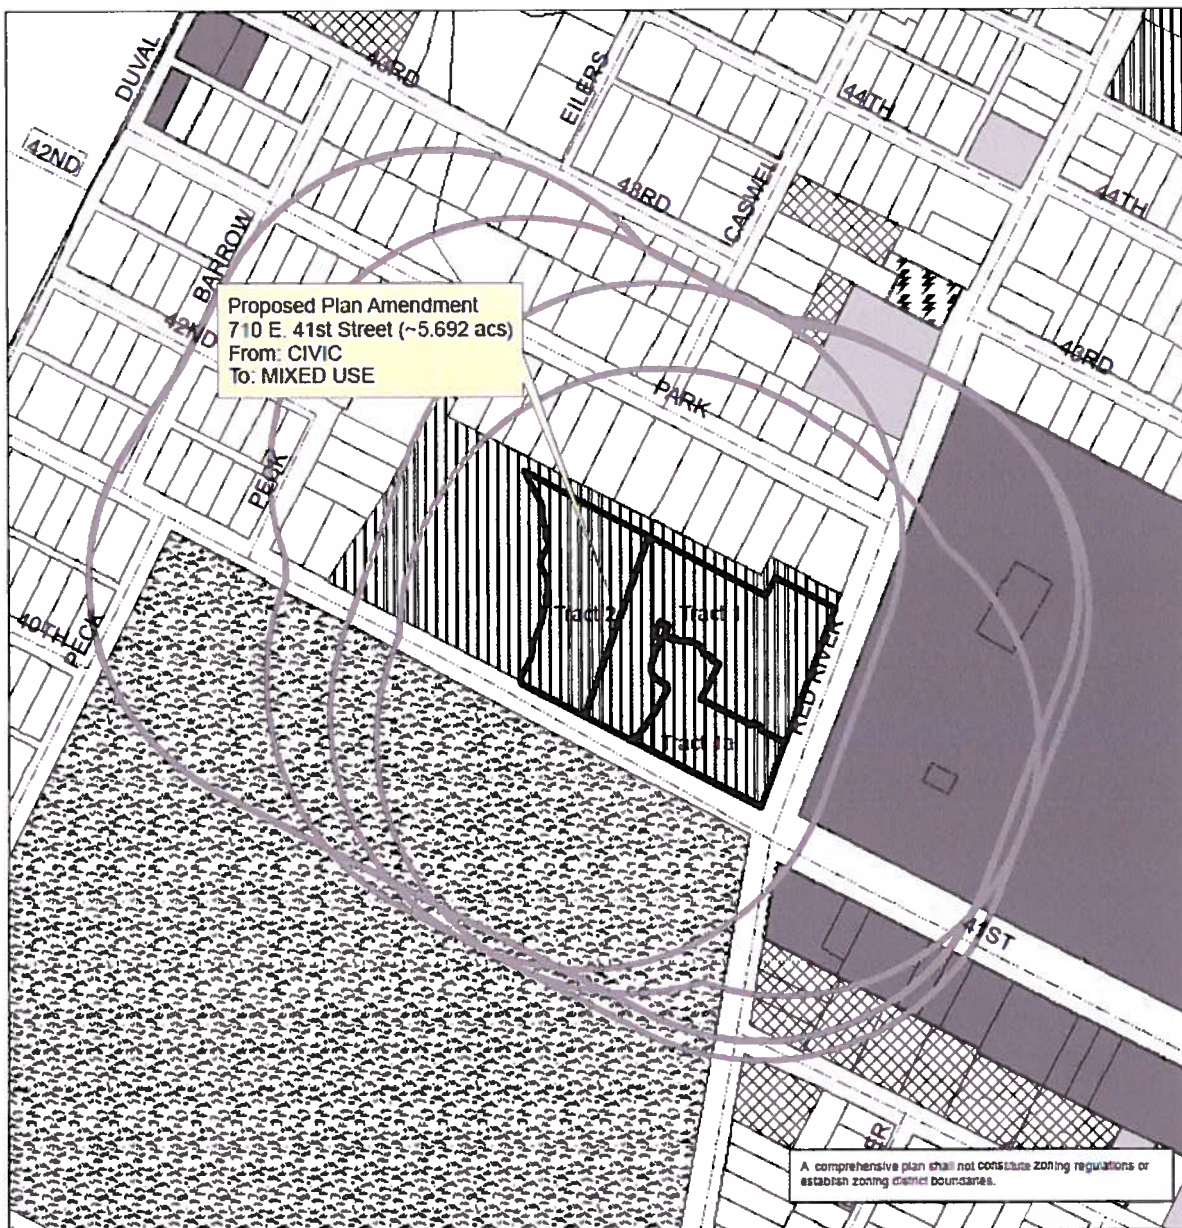 DUVAL
43RD
EILERS
44TH
42ND
43RD
CASWELL
44TH
BARROW
Proposed Plan Amendment
710 E. 41st Street (~5.692 acs)
From: CIVIC
To: MIXED USE
42ND
43RD
PARK
PECK
Tract 2
Tract 1
40TH
PECK
RED RIVER
Tract 1a
41ST
A comprehensive plan shall not constitute zoning regulations or
establish zoning district boundaries.